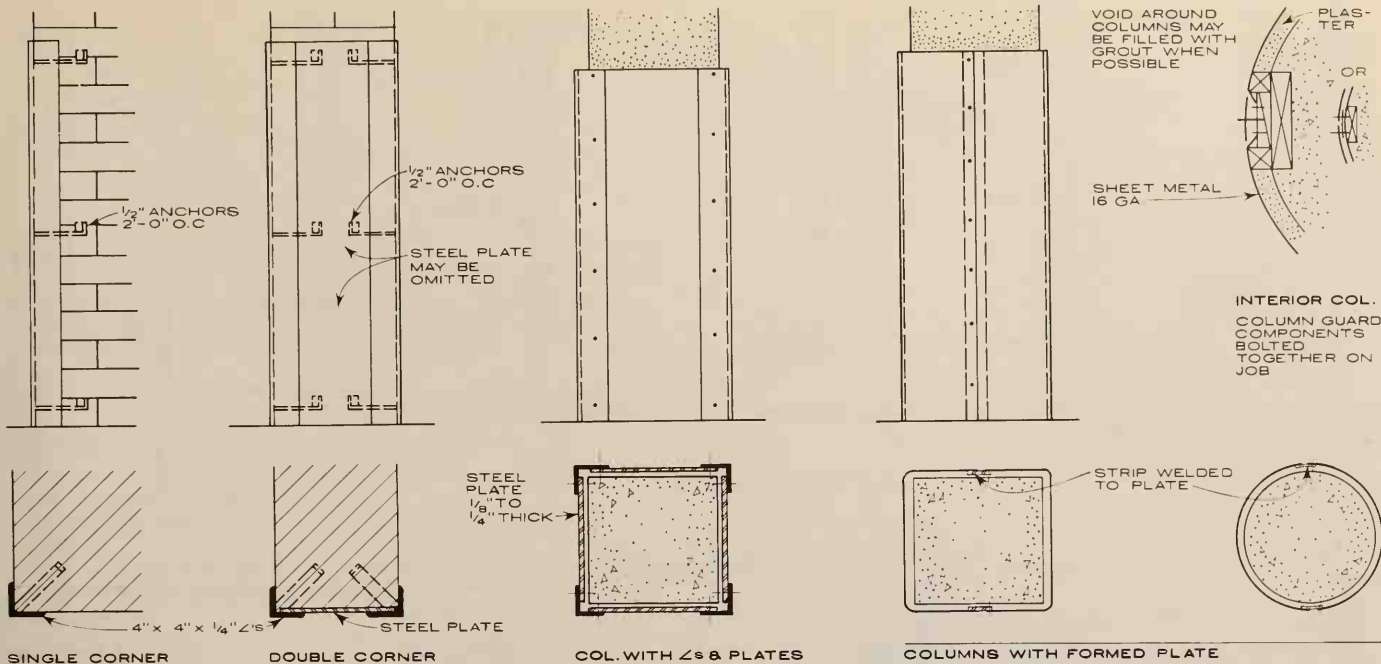 1/2" ANCHORS
2'-0" O.C
1/2" ANCHORS
2'-0" O.C
STEEL PLATE
MAY BE
OMITTED
VOID AROUND
COLUMNS MAY
BE FILLED WITH
GROUT WHEN
POSSIBLE
PLAS-
TER
OR
SHEET METAL
16 GA
INTERIOR COL.
COLUMN GUARD
COMPONENTS
BOLTED
TOGETHER ON
JOB
4" x 4" x 1/4" ∠'S
STEEL PLATE
STEEL
PLATE
1/8" TO
1/4" THICK
STRIP WELDED
TO PLATE
SINGLE CORNER
DOUBLE CORNER
COL. WITH ∠S & PLATES
COLUMNS WITH FORMED PLATE